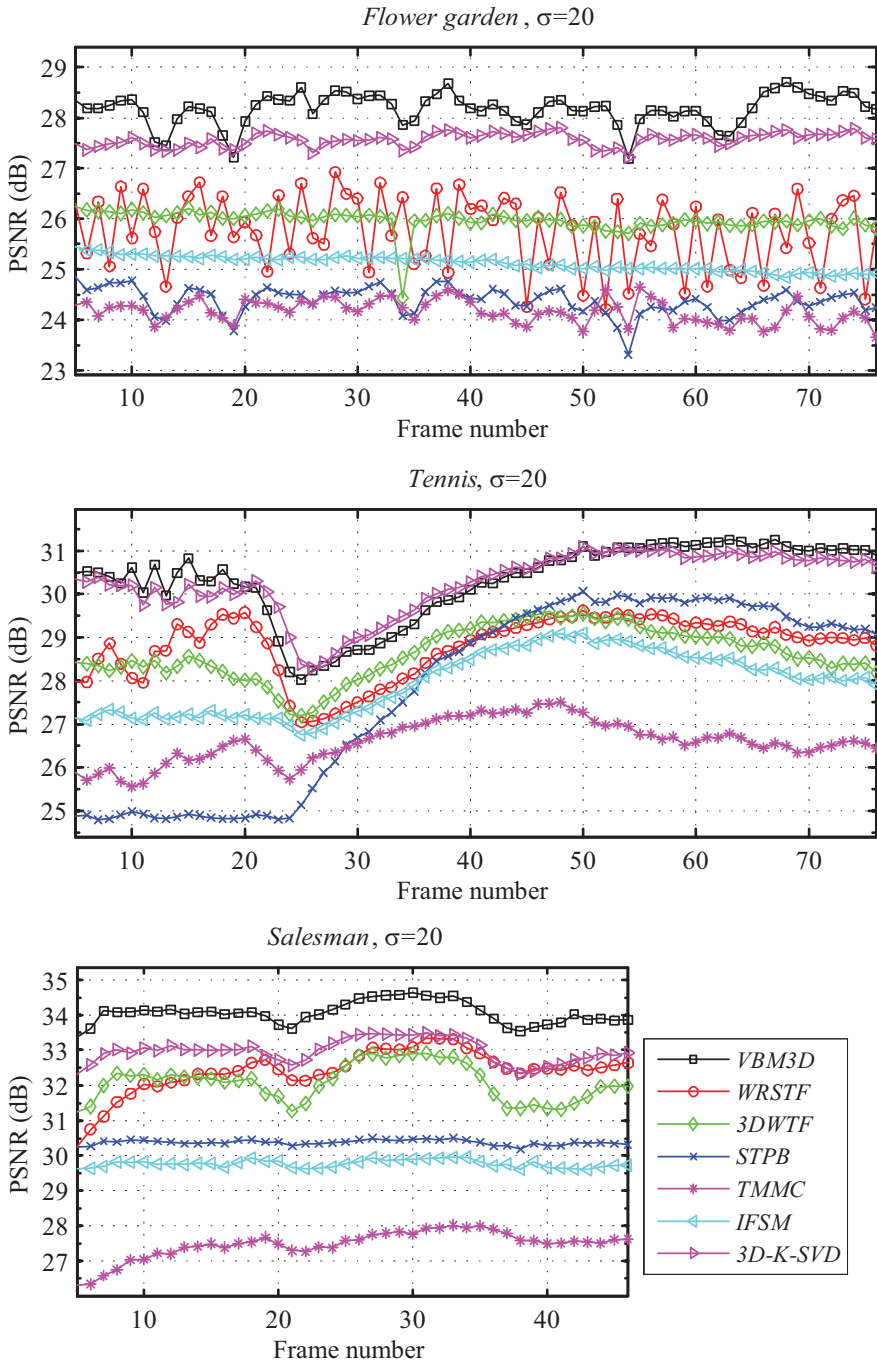 Flower garden, σ=20
29
28
27
26
25
24
23
PSNR (dB)
10 20 30 40 50 60 70
Frame number
Tennis, σ=20
31
30
29
28
27
26
25
PSNR (dB)
10 20 30 40 50 60 70
Frame number
Salesman, σ=20
35
34
33
32
31
30
29
28
27
PSNR (dB)
10 20 30 40
Frame number
VBM3D
WRSTF
3DWTF
STPB
TMMC
IFSM
3D-K-SVD